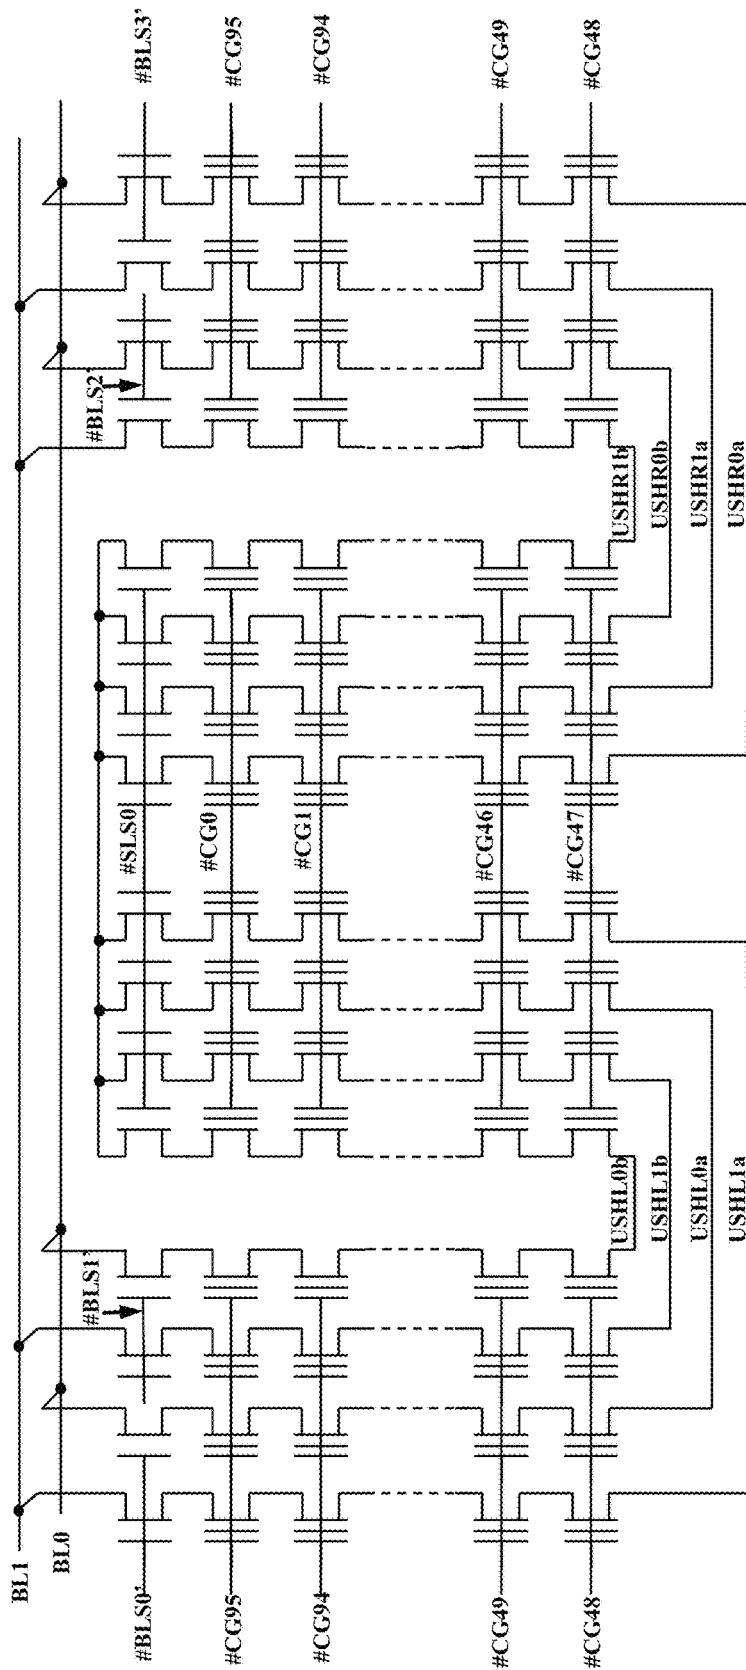 BL1
BL0
#BLS0'
#CG95
#CG94
#CG49
#CG48
#BLS1'
USHL0b
USHL1b
USHL0a
USHL1a
#SLS0
#CG0
#CG1
#CG46
#CG47
#BLS2'
USHR1b
USHR0b
USHR1a
USHR0a
#BLS3'
#CG95
#CG94
#CG49
#CG48